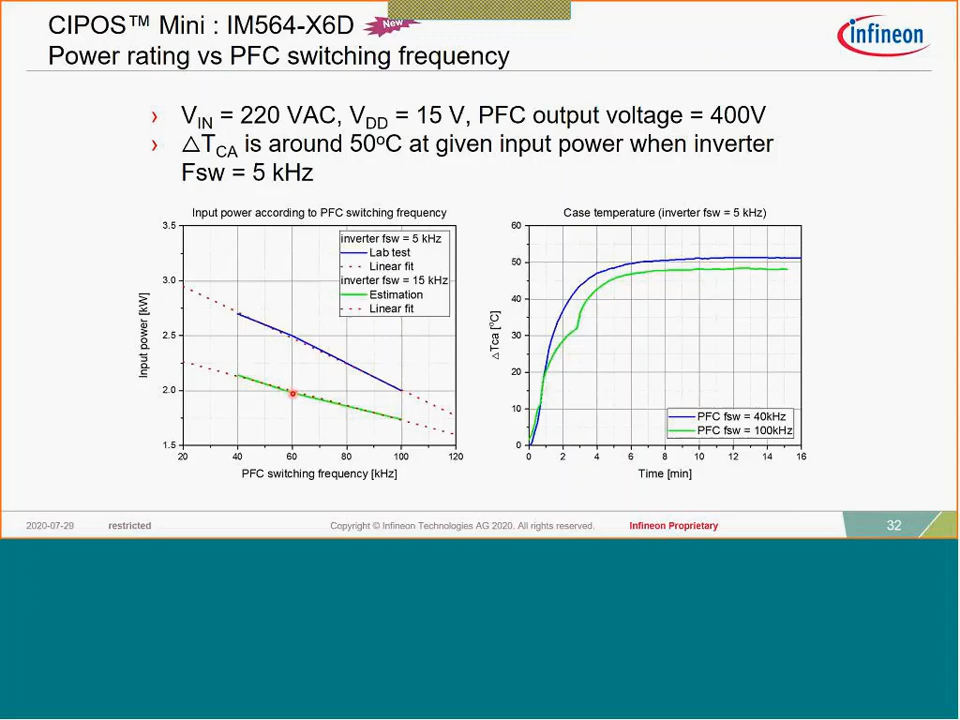 CIPOS™ Mini : IM564-X6D New
Power rating vs PFC switching frequency
infineon
› VIN = 220 VAC, VDD = 15 V, PFC output voltage = 400V
› △TCA is around 50oC at given input power when inverter
Fsw = 5 kHz
Input power according to PFC switching frequency
3.5
3.0
2.5
2.0
1.5
Input power [kW]
inverter fsw = 5 kHz
Lab test
Linear fit
inverter fsw = 15 kHz
Estimation
Linear fit
20 40 60 80 100 120
PFC switching frequency [kHz]
Case temperature (inverter fsw = 5 kHz)
60
50
40
30
20
10
0
△Tca [°C]
PFC fsw = 40kHz
PFC fsw = 100kHz
0 2 4 6 8 10 12 14 16
Time [min]
2020-07-29 restricted Copyright © Infineon Technologies AG 2020. All rights reserved. Infineon Proprietary 32